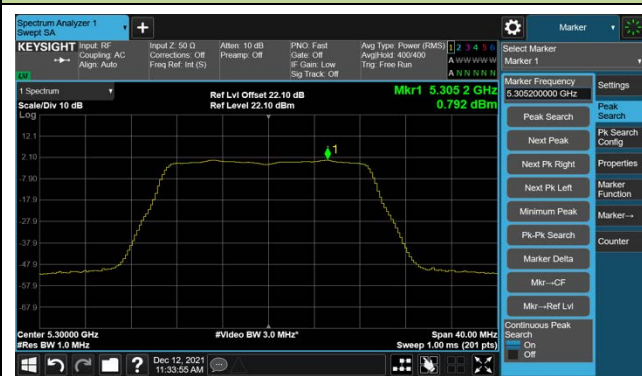 Spectrum Analyzer 1
Swept SA
+
Marker
KEYSIGHT
Input: RF
Coupling: AC
Align: Auto
Input Z: 50 Ω
Corrections: Off
Freq Ref: Int (S)
Atten: 10 dB
Preamp: Off
PNO: Fast
Gate: Off
IF Gain: Low
Sig Track: Off
Avg Type: Power (RMS)
Avg|Hold: 400/400
Trig: Free Run
1 2 3 4 5 6
A W W W W W
A N N N N N
LXI
Select Marker
Marker 1
1 Spectrum
Scale/Div 10 dB
Log
Ref Lvl Offset 22.10 dB
Ref Level 22.10 dBm
Mkr1 5.305 2 GHz
0.792 dBm
1
12.1
2.10
-7.90
-17.9
-27.9
-37.9
-47.9
-57.9
-67.9
Center 5.30000 GHz
#Res BW 1.0 MHz
#Video BW 3.0 MHz*
Span 40.00 MHz
Sweep 1.00 ms (201 pts)
Marker Frequency
5.305200000 GHz
Peak Search
Next Peak
Next Pk Right
Next Pk Left
Minimum Peak
Pk-Pk Search
Marker Delta
Mkr→CF
Mkr→Ref Lvl
Continuous Peak
Search
On
Off
Settings
Peak
Search
Pk Search
Config
Properties
Marker
Function
Marker→
Counter
?
Dec 12, 2021
11:33:55 AM